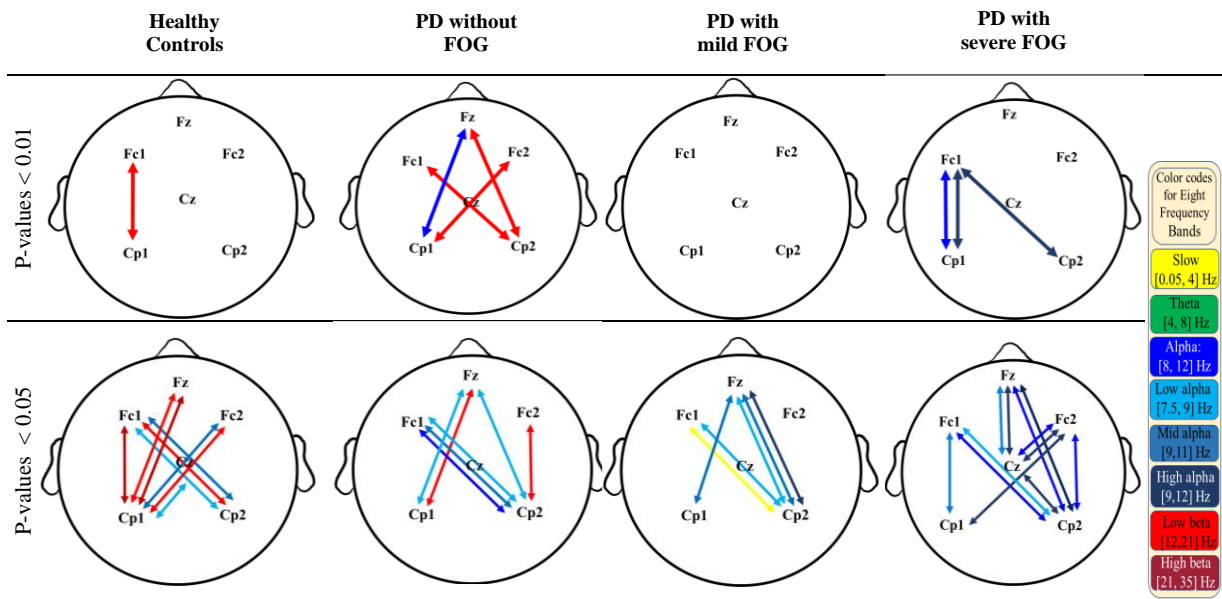 Healthy
Controls
PD without
FOG
PD with
mild FOG
PD with
severe FOG
P-values < 0.01
Fz
Fc1
Fc2
Cz
Cp1
Cp2
Fz
Fc1
Fc2
Cz
Cp1
Cp2
Fz
Fc1
Fc2
Cz
Cp1
Cp2
Fz
Fc1
Fc2
Cz
Cp1
Cp2
P-values < 0.05
Fz
Fc1
Fc2
Cz
Cp1
Cp2
Fz
Fc1
Fc2
Cz
Cp1
Cp2
Fz
Fc1
Fc2
Cz
Cp1
Cp2
Fz
Fc1
Fc2
Cz
Cp1
Cp2
Color codes
for Eight
Frequency
Bands
Slow
[0.05, 4] Hz
Theta
[4, 8] Hz
Alpha:
[8, 12] Hz
Low alpha
[7.5, 9] Hz
Mid alpha
[9,11] Hz
High alpha
[9,12] Hz
Low beta
[12,21] Hz
High beta
[21, 35] Hz